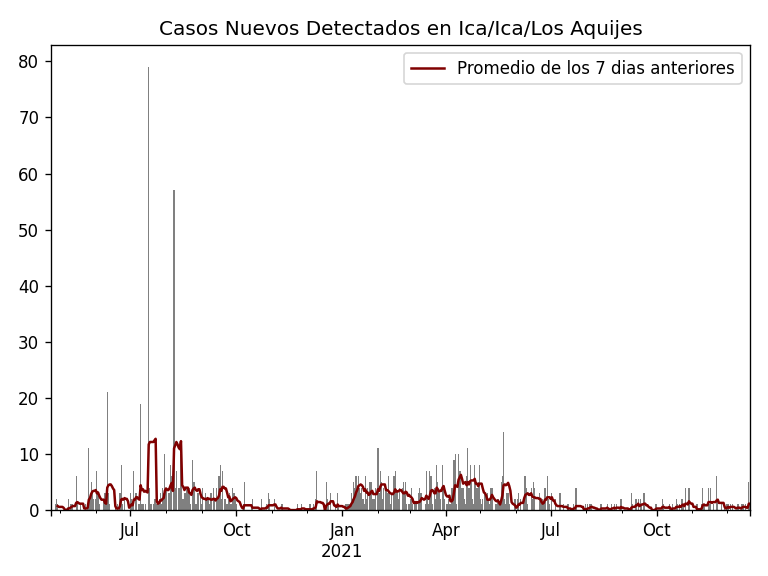 Casos Nuevos Detectados en Ica/Ica/Los Aquijes
Promedio de los 7 dias anteriores
80
70
60
50
40
30
20
10
0
Jul
Oct
Jan
2021
Apr
Jul
Oct